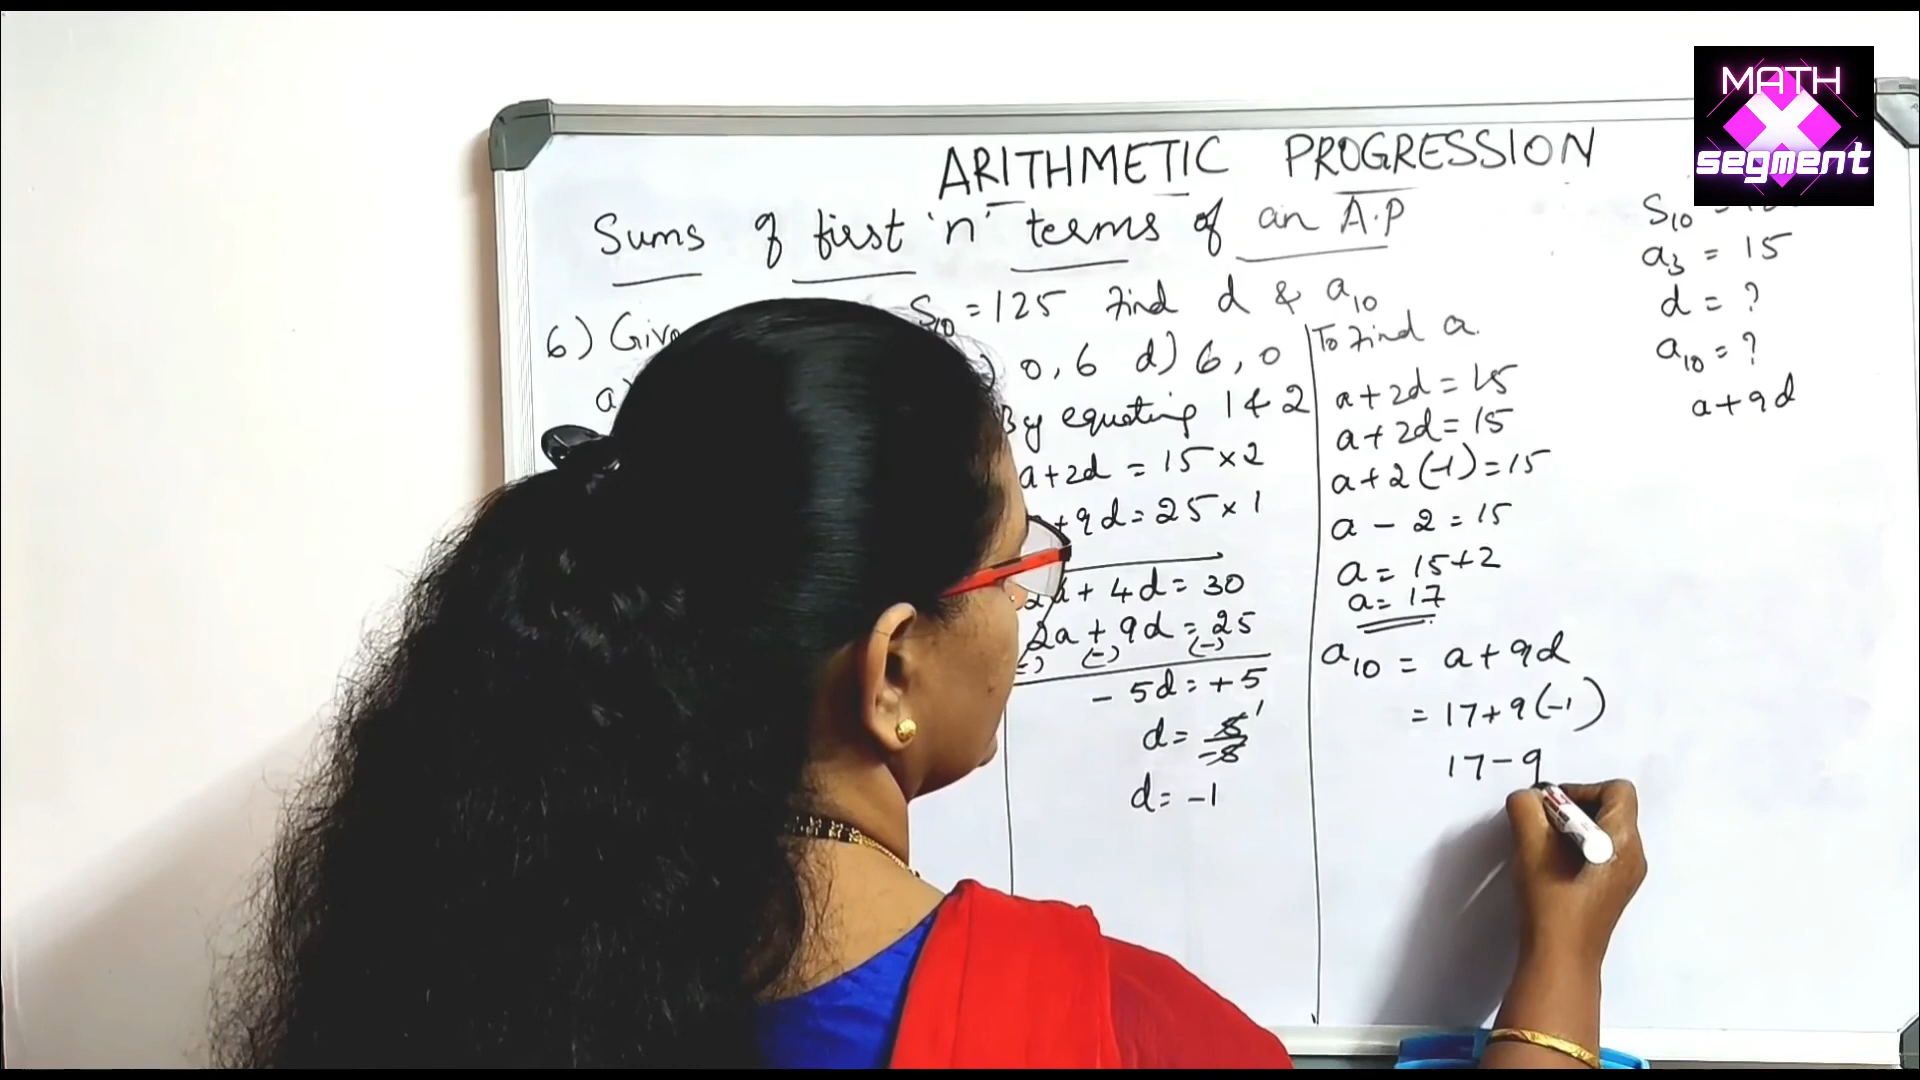 MATH
segment
ARITHMETIC PROGRESSION
Sums of first 'n' terms of an A.P
6) Give S10 = 125 Find d & a10
a) 0, 6 d) 6, 0
By equating 1 & 2
a + 2d = 15 × 2
+ 9d = 25 × 1
2a + 4d = 30
2a + 9d = 25
(-) (-) (-)
- 5d = + 5
d = 5 1
-5
d = -1
To Find a.
a + 2d = 15
a + 2d = 15
a + 2(-1) = 15
a - 2 = 15
a = 15 + 2
a = 17
a10 = a + 9d
= 17 + 9(-1)
17 - 9
S10 =
a3 = 15
d = ?
a10 = ?
a + 9d